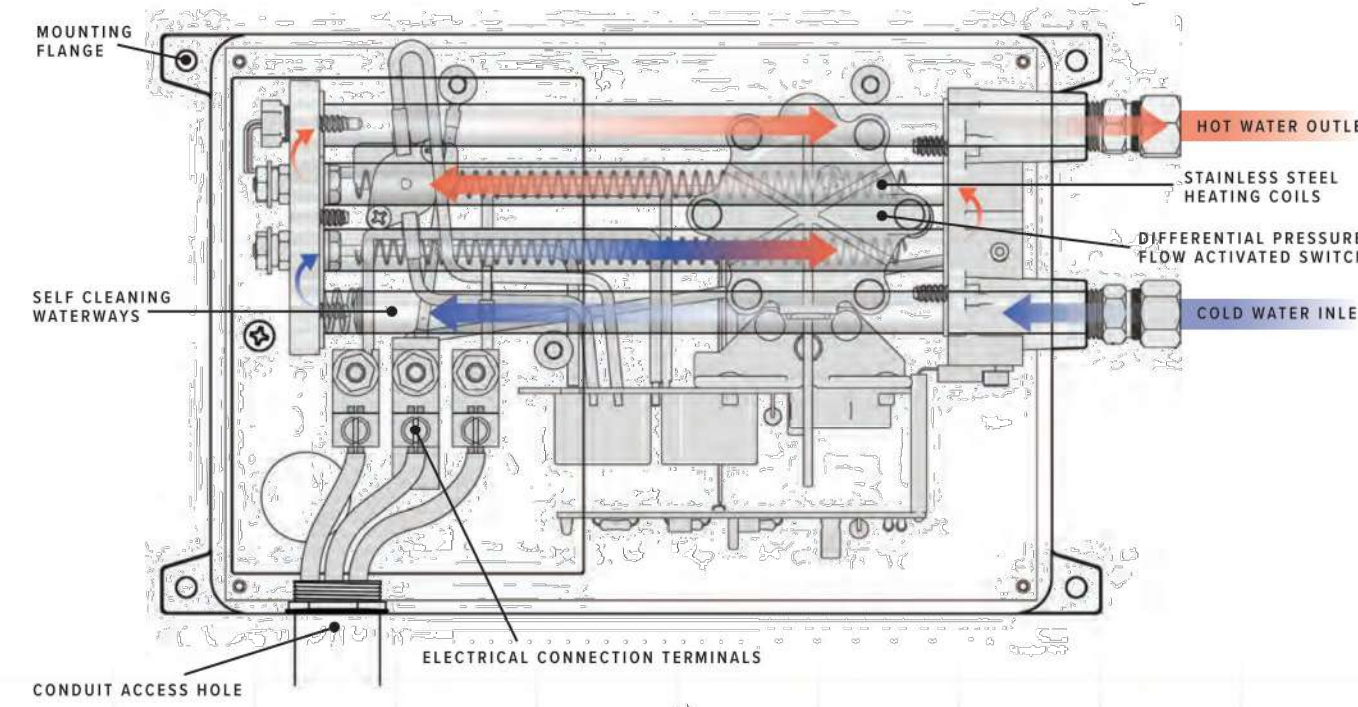 MOUNTING
FLANGE
HOT WATER OUTLE
STAINLESS STEEL
HEATING COILS
DIFFERENTIAL PRESSURE
FLOW ACTIVATED SWITCH
SELF CLEANING
WATERWAYS
COLD WATER INLE
ELECTRICAL CONNECTION TERMINALS
CONDUIT ACCESS HOLE